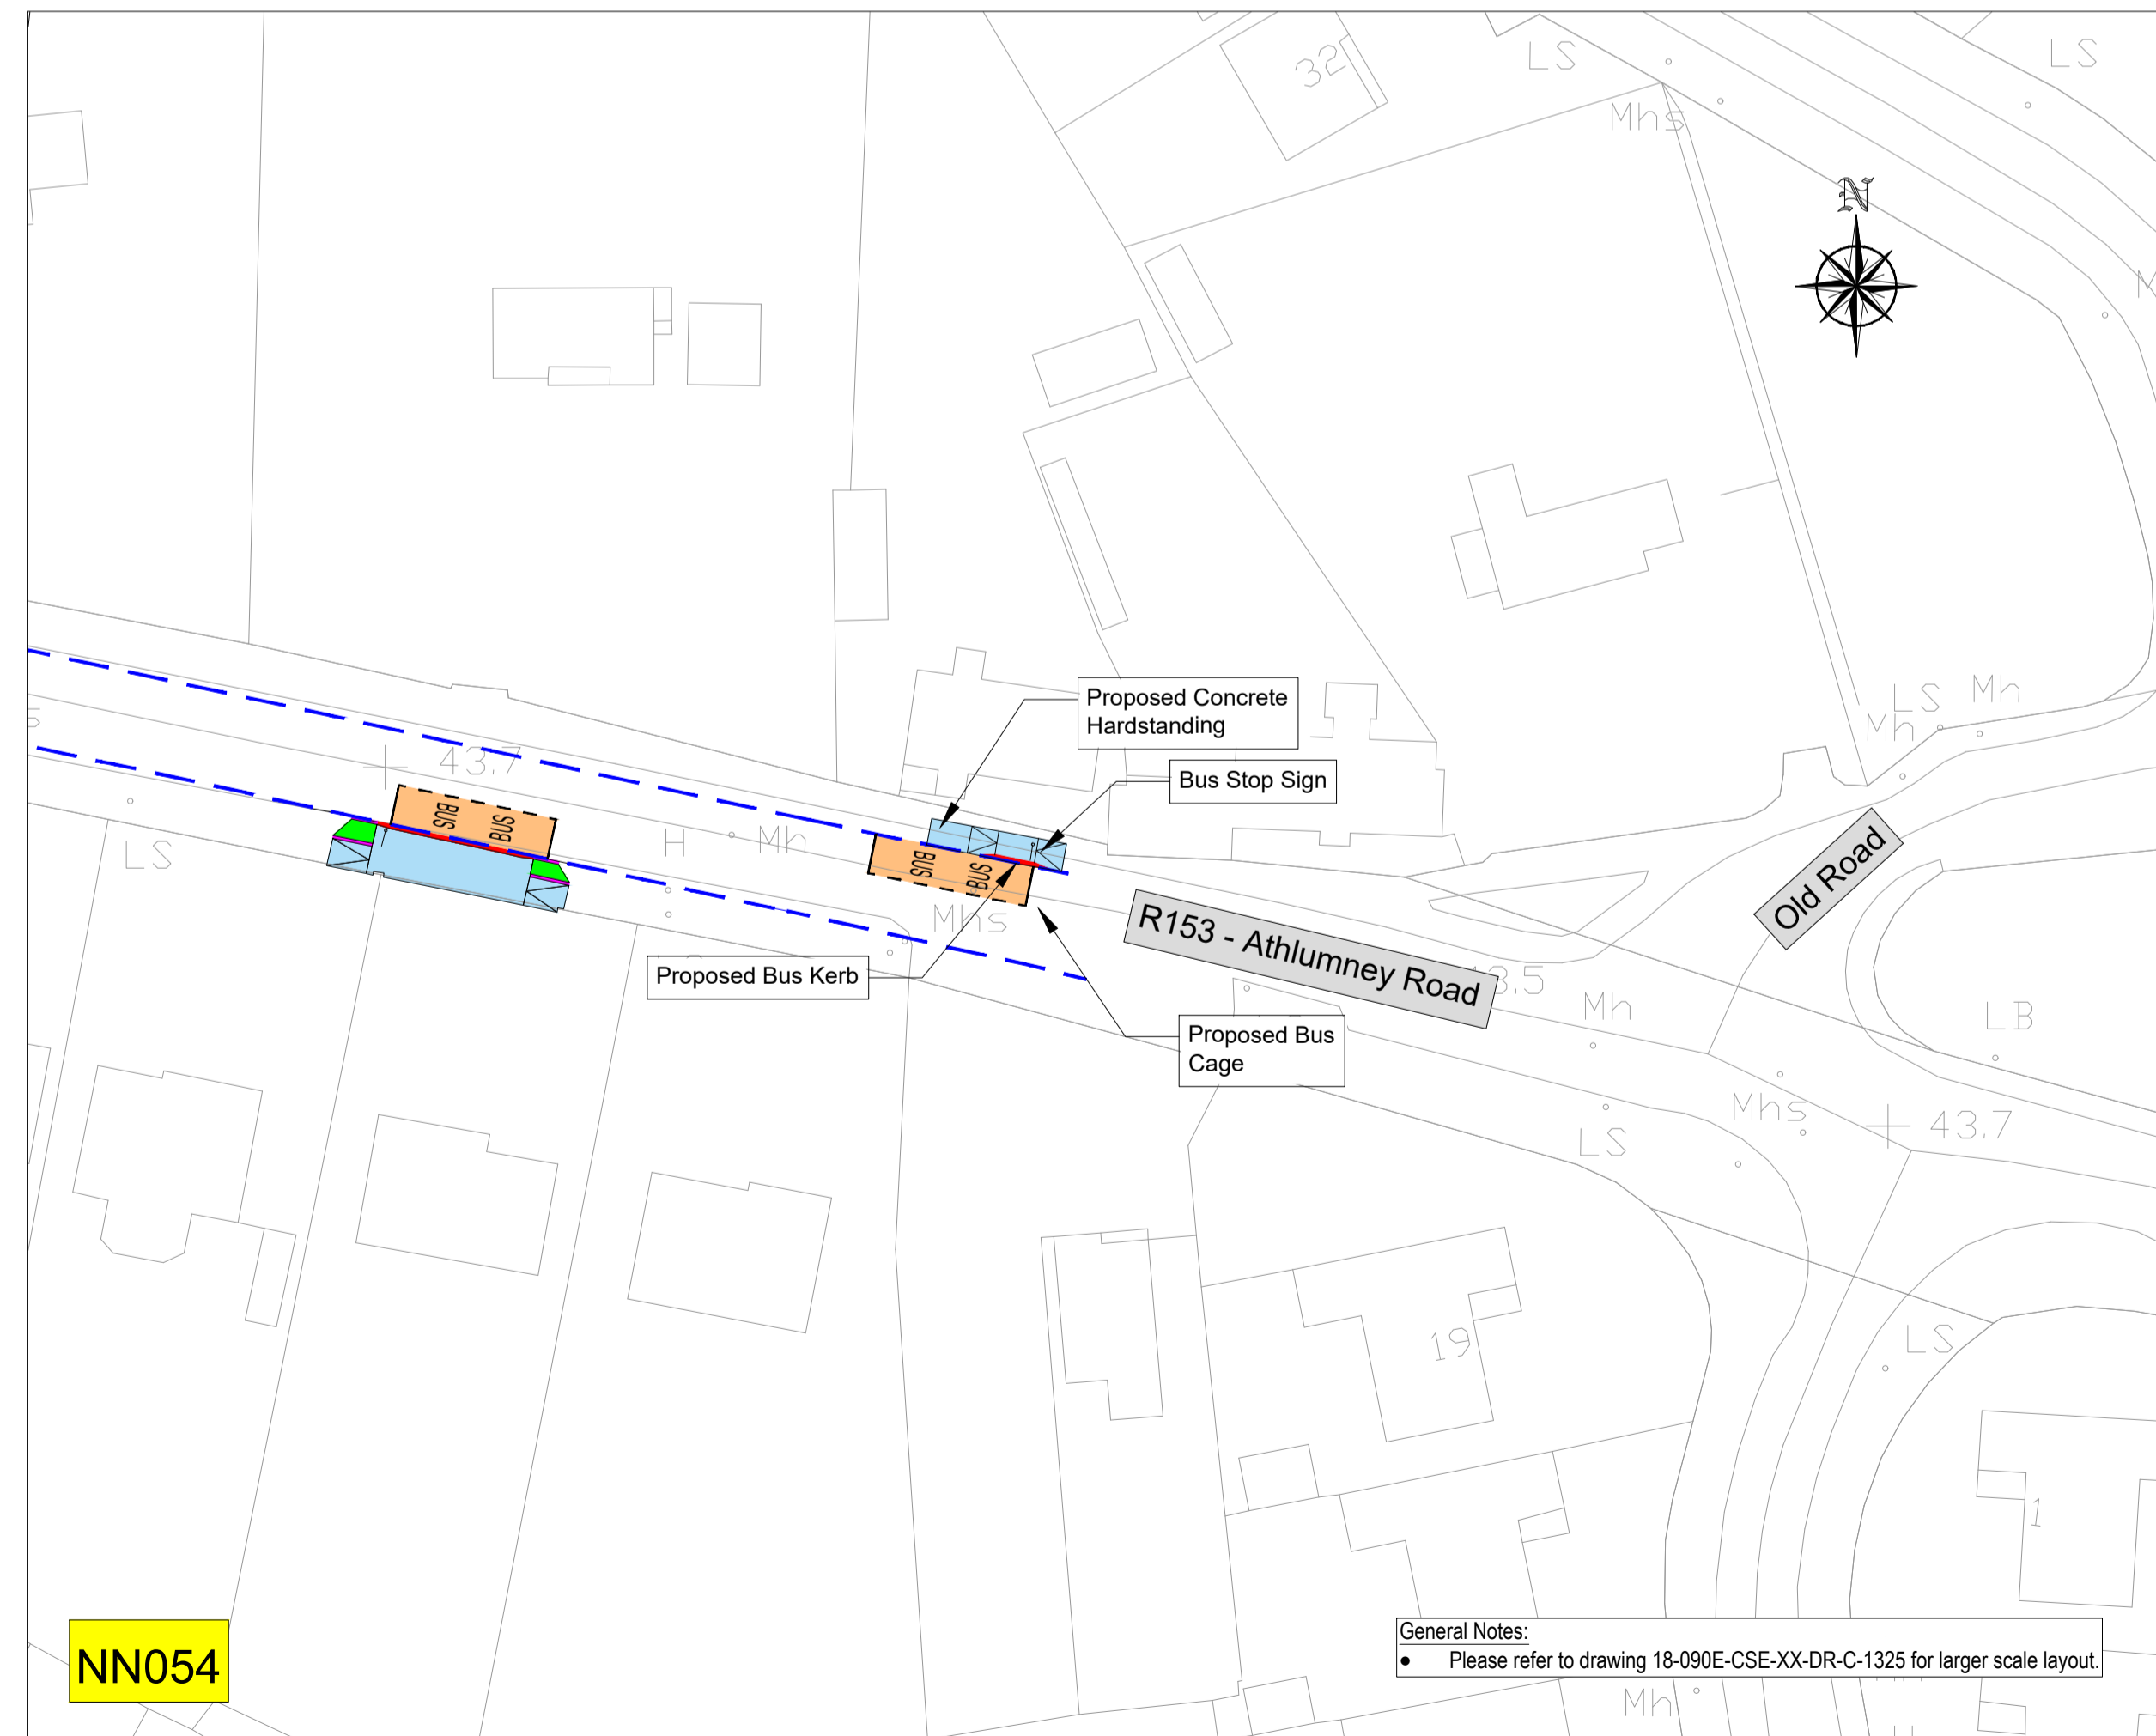 32
LS
LS
Mhs
N
Proposed Concrete
Hardstanding
Bus Stop Sign
LS
Mh
Mh
43.7
BUS
BUS
H
Mh
LS
BUS
BUS
Mhs
R153 - Athlumney Road
Old Road
Proposed Bus Kerb
3.5
Mh
LB
Proposed Bus
Cage
Mhs
43.7
LS
19
LS
1
NN054
General Notes:
• Please refer to drawing 18-090E-CSE-XX-DR-C-1325 for larger scale layout.
Mh